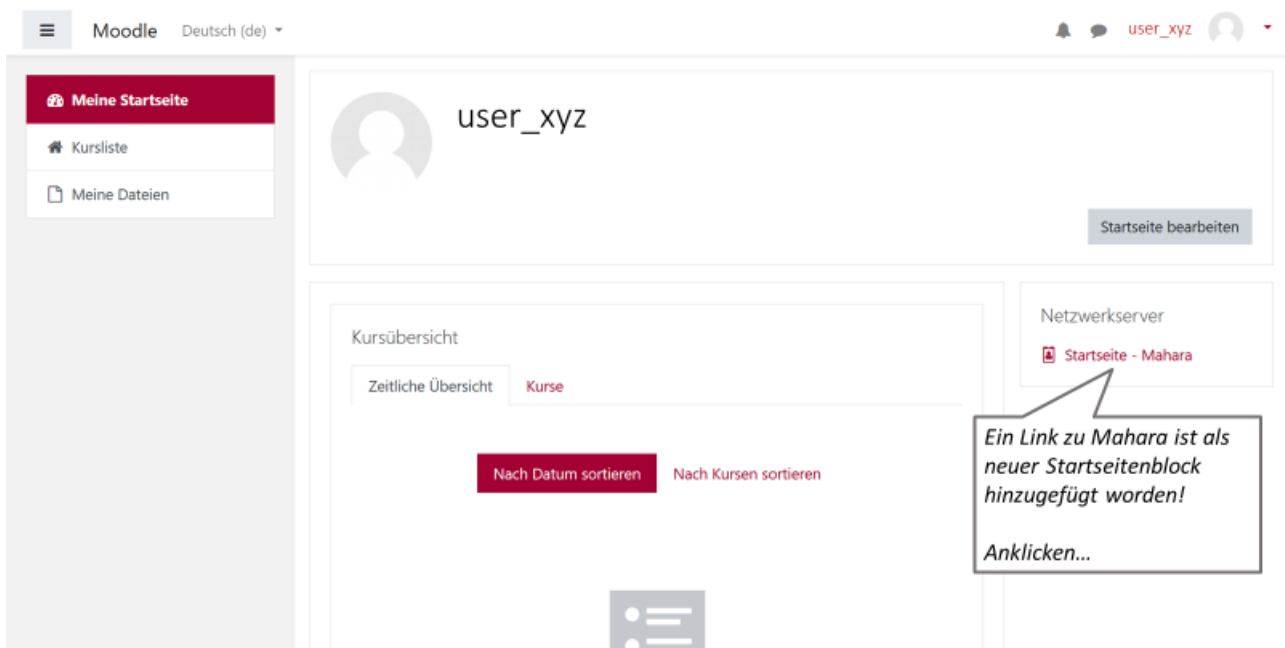 Moodle Deutsch (de) user_xyz
Meine Startseite
Kursliste
Meine Dateien
user_xyz
Startseite bearbeiten
Kursübersicht
Zeitliche Übersicht Kurse
Nach Datum sortieren Nach Kursen sortieren
Netzwerkserver
Startseite - Mahara
Ein Link zu Mahara ist als
neuer Startseitenblock
hinzugefügt worden!
Anklicken...